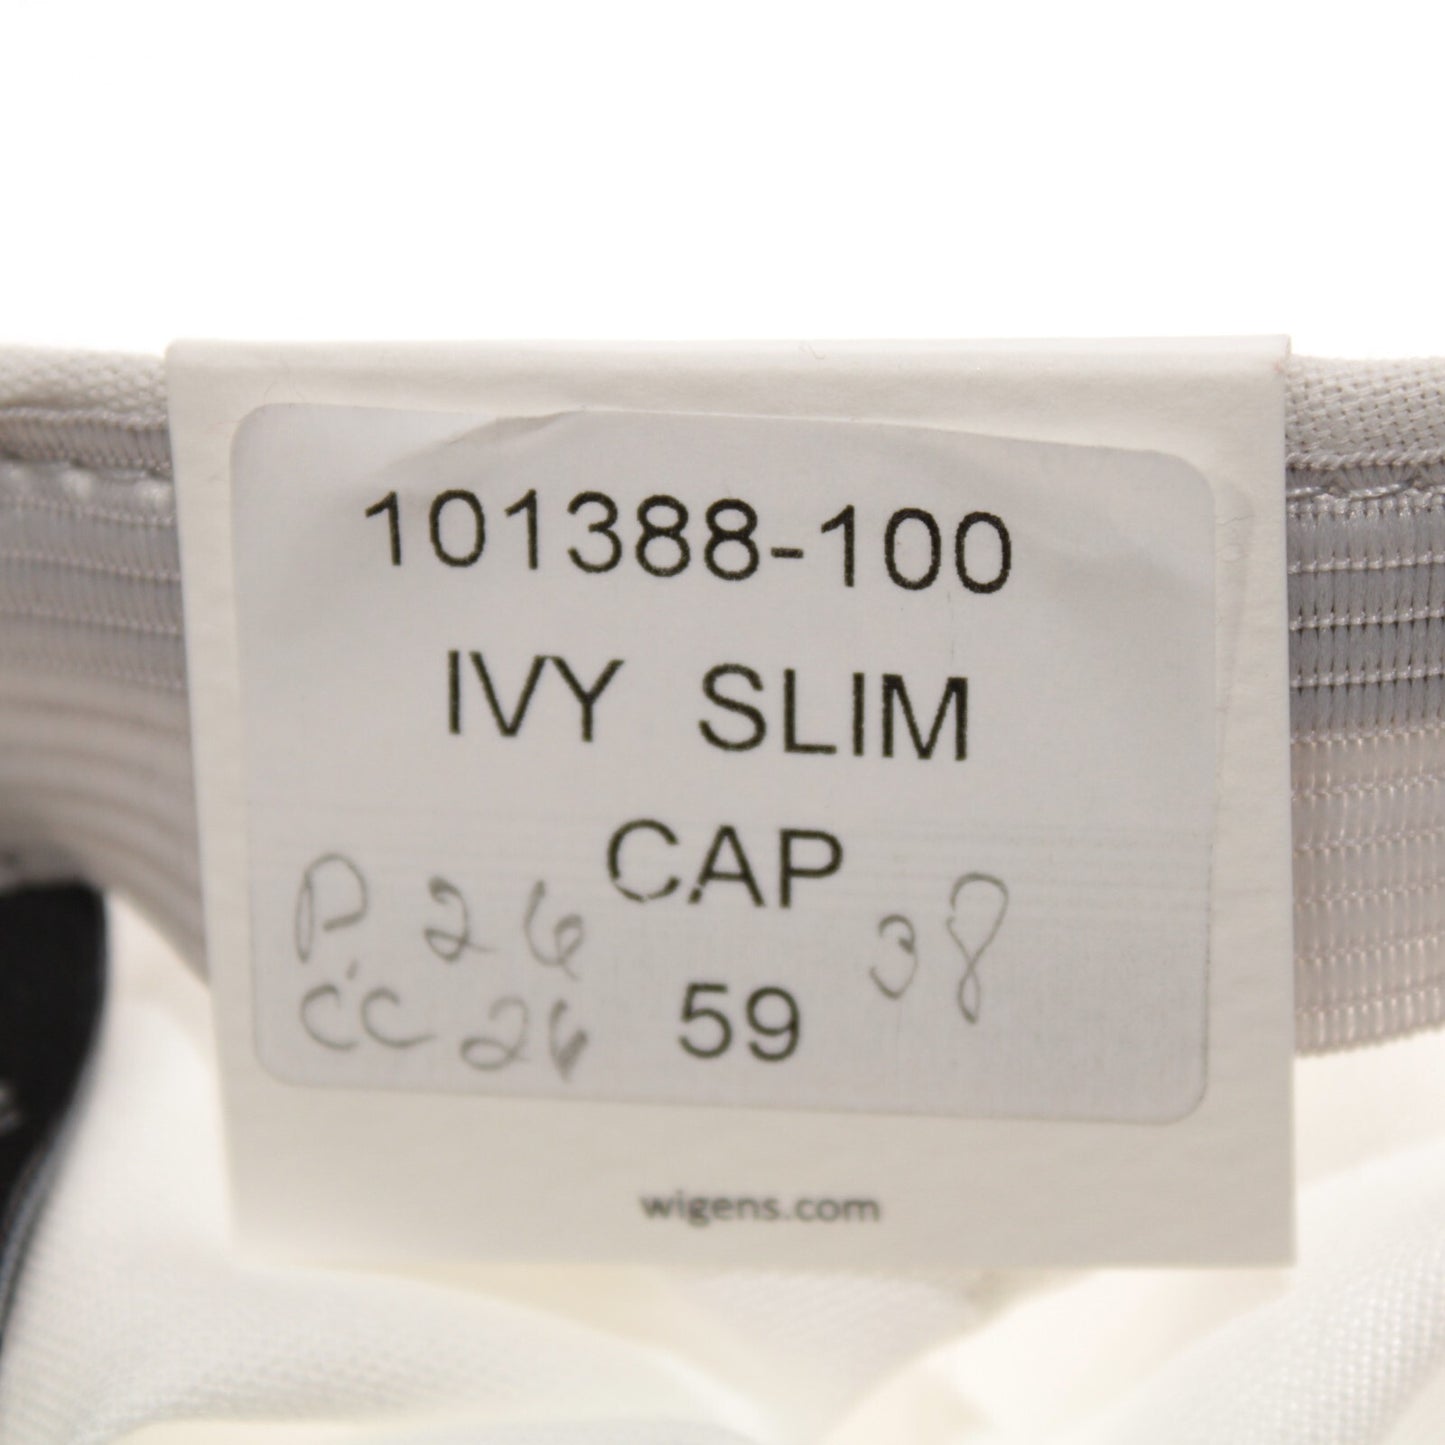 101388-100
IVY SLIM
CAP
P 26 38
CC 26 59
wigens.com